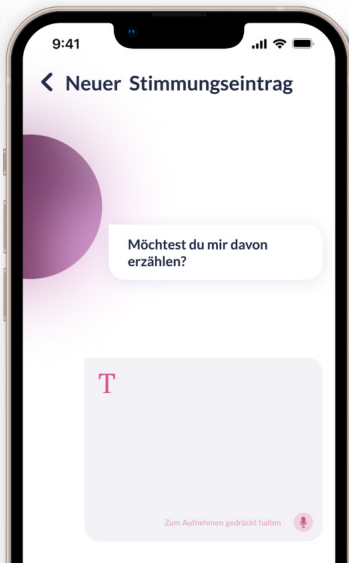 9:41
Neuer Stimmungseintrag
Möchtest du mir davon
erzählen?
T
Zum Aufnehmen gedrückt halten